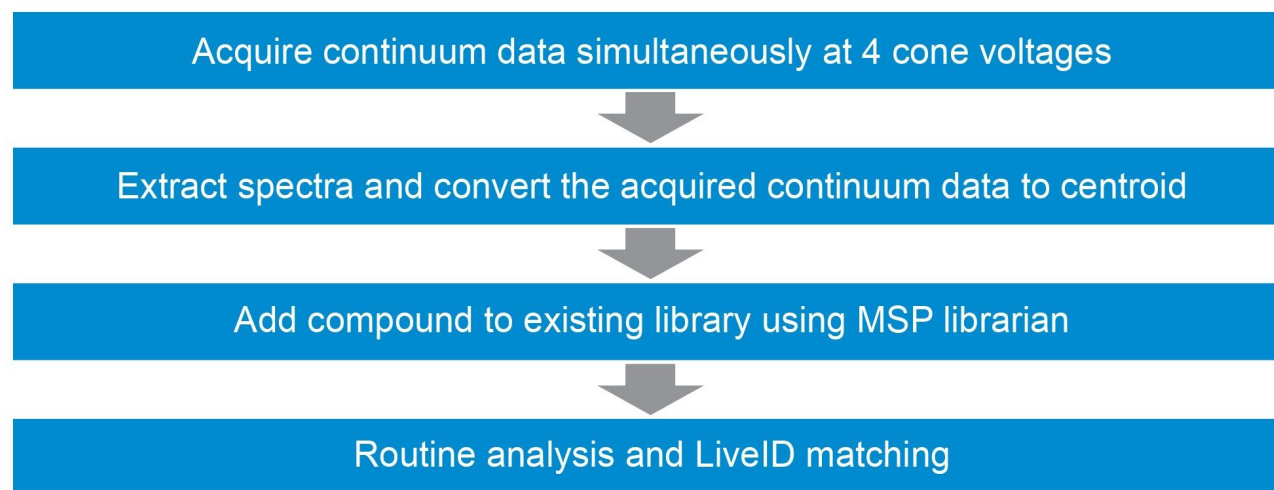 Acquire continuum data simultaneously at 4 cone voltages
Extract spectra and convert the acquired continuum data to centroid
Add compound to existing library using MSP librarian
Routine analysis and LiveID matching